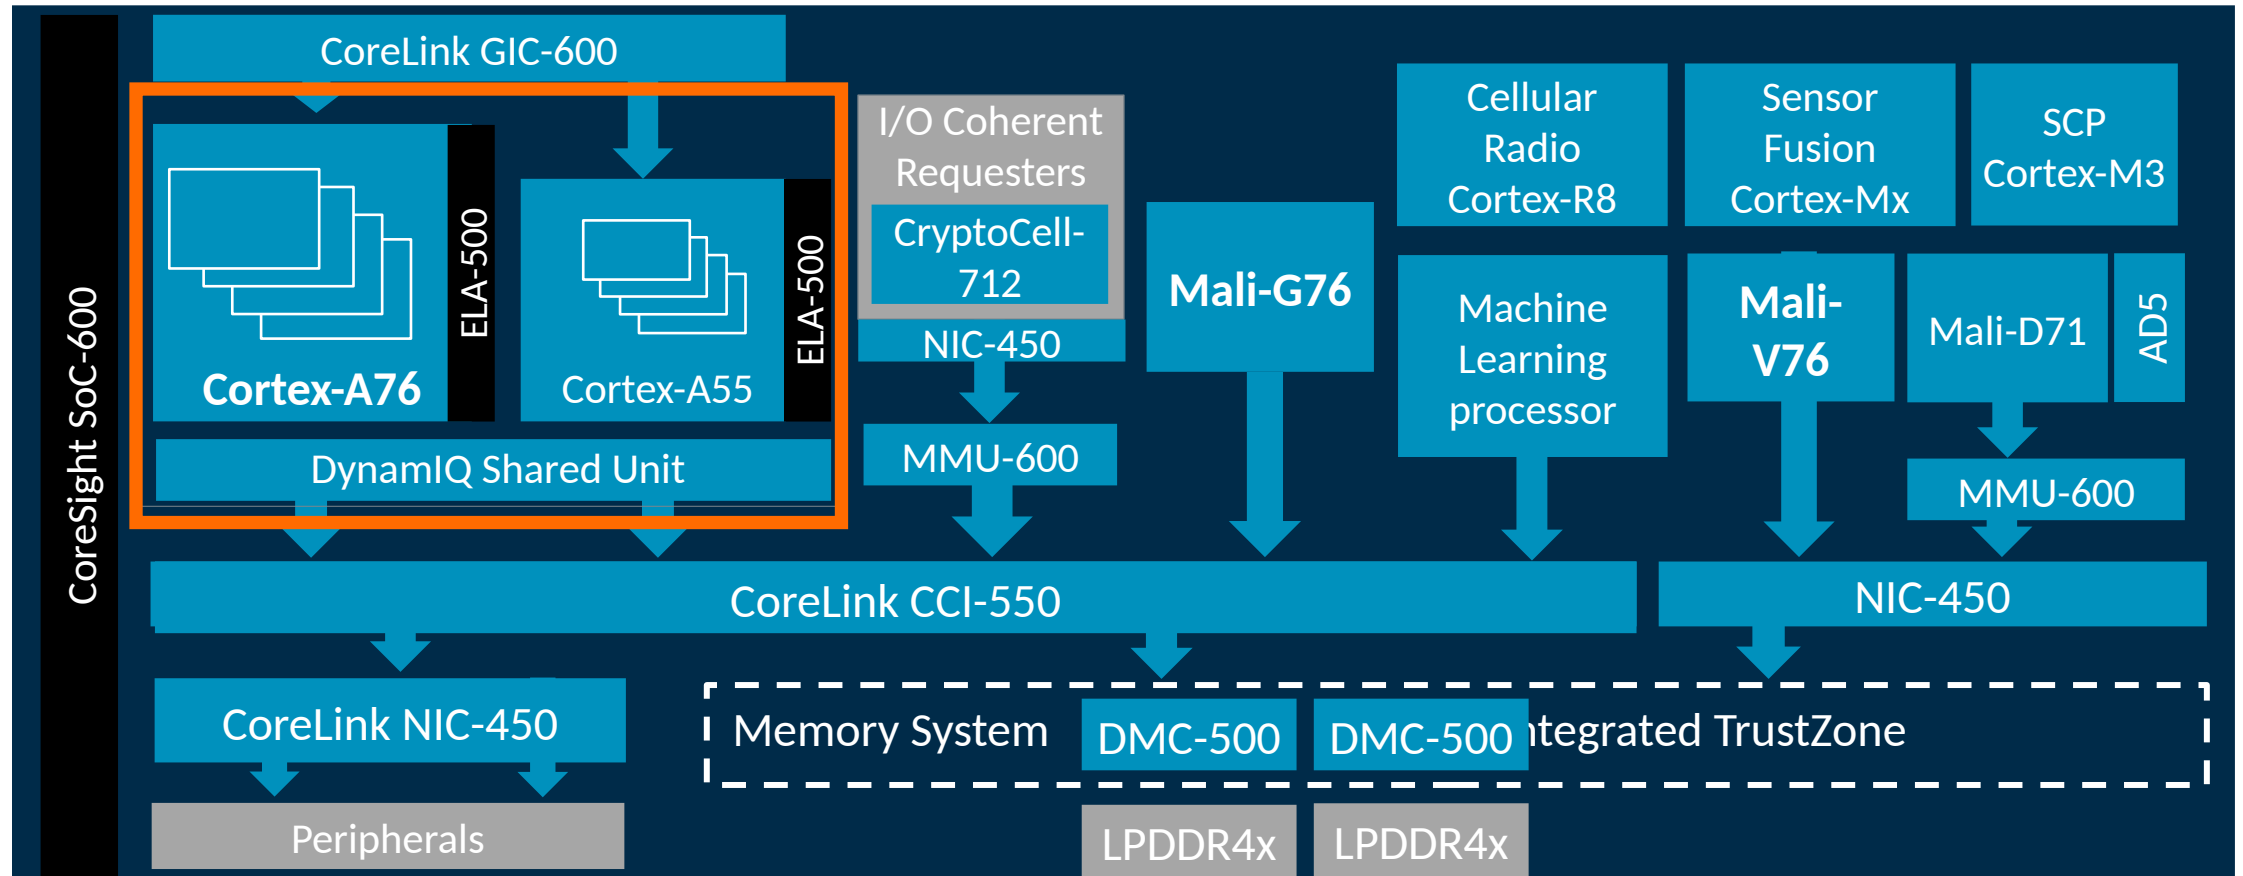 CoreSight SoC-600
CoreLink GIC-600
Cortex-A76
ELA-500
Cortex-A55
ELA-500
DynamIQ Shared Unit
I/O Coherent
Requesters
CryptoCell-
712
NIC-450
MMU-600
Mali-G76
Cellular
Radio
Cortex-R8
Sensor
Fusion
Cortex-Mx
SCP
Cortex-M3
Machine
Learning
processor
Mali-
V76
Mali-D71
AD5
MMU-600
CoreLink CCI-550
NIC-450
CoreLink NIC-450
Peripherals
Memory System
DMC-500
DMC-500
ntegrated TrustZone
LPDDR4x
LPDDR4x